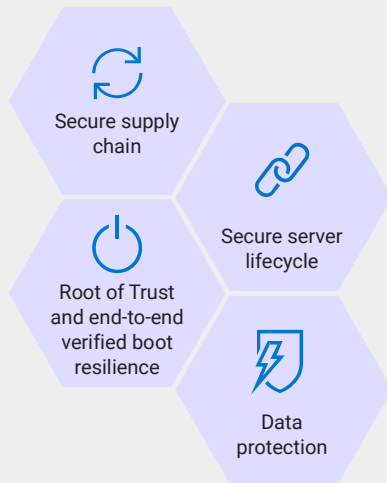 Secure supply
chain
Secure server
lifecycle
Root of Trust
and end-to-end
verified boot
resilience
Data
protection